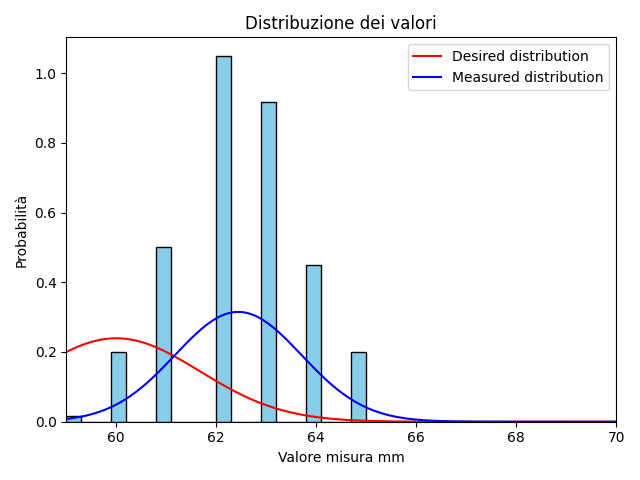 Distribuzione dei valori
Desired distribution
Measured distribution
Probabilità
1.0
0.8
0.6
0.4
0.2
0.0
60 62 64 66 68 70
Valore misura mm